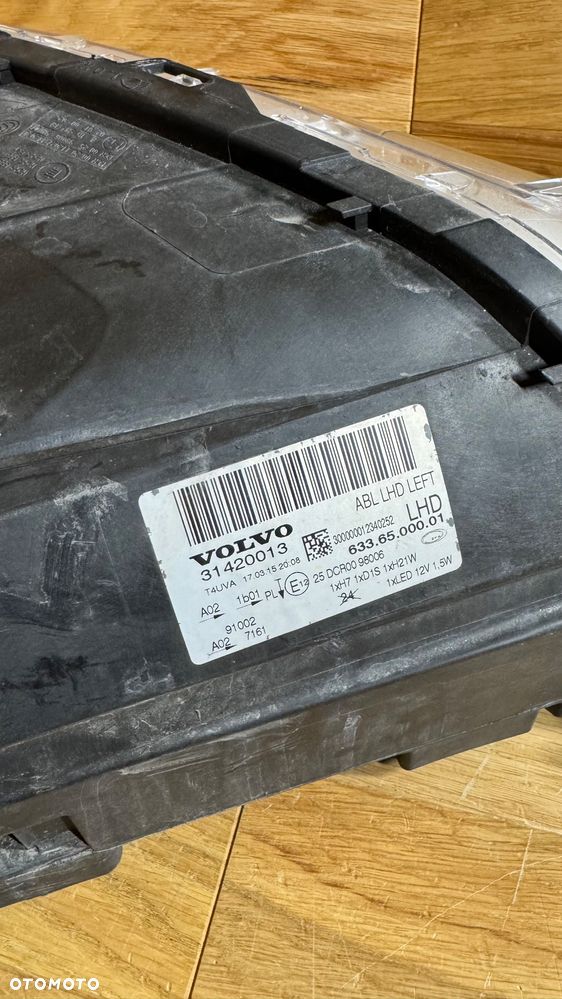 ABL LHD LEFT
VOLVO
31420013
300000012340252
LHD
633.65.000.01
T4UVA 17.03.15 20:08
A02 1b01 PL E12 25 DCR00 98006
1xH7 1xD1S 1xH21W
24 1xLED 12V 1,5W
91002
A02 7161
OTOMOTO